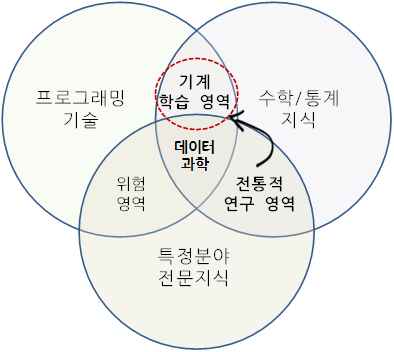 기계
학습 영역
프로그래밍
기술
수학/통계
지식
데이터
과학
위험
영역
전통적
연구 영역
특정분야
전문지식